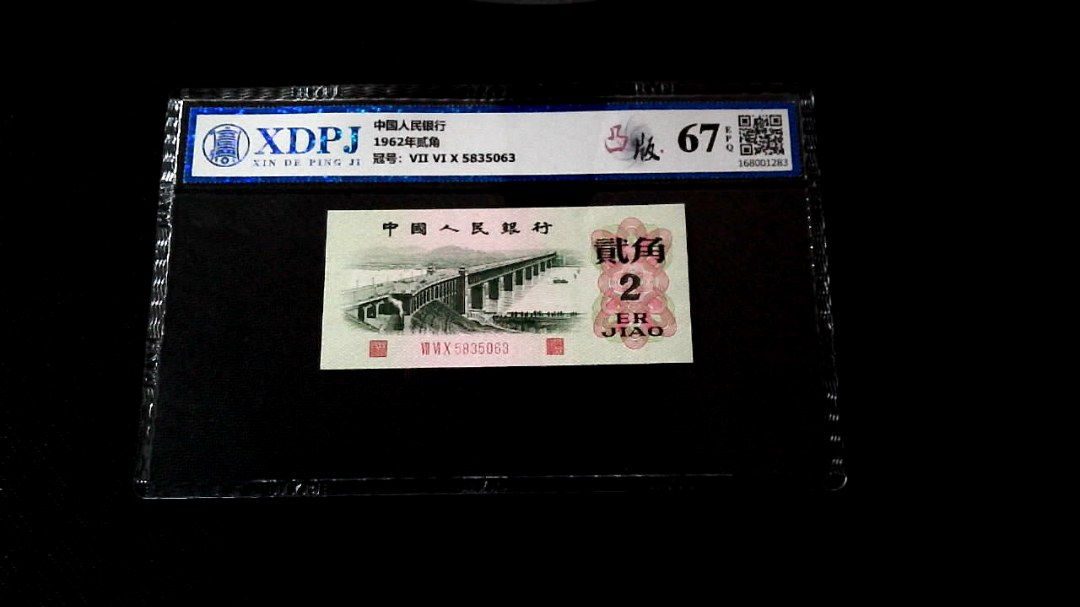 XDPJ
XIN DE PING JI
中国人民银行
1962年贰角
冠号：VII VI X 5835063
凸版
67
EPQ
168001283
中國人民銀行
貳角
2
ER
JIAO
VII VI X 5835063